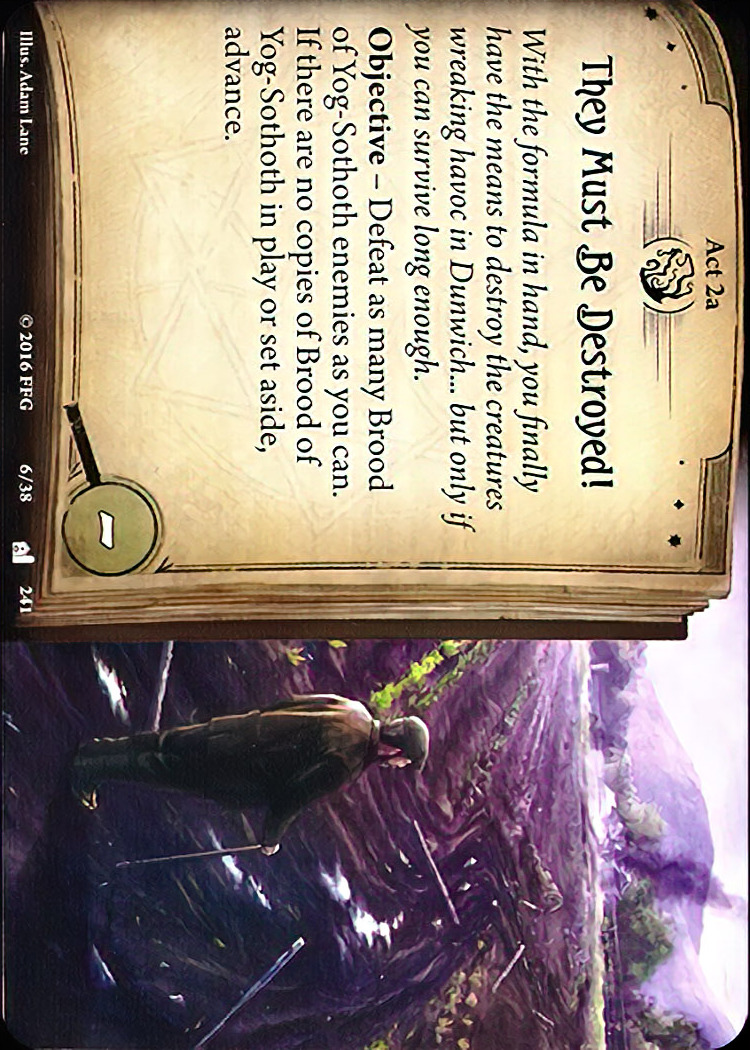 Act 2a
They Must Be Destroyed!
With the formula in hand, you finally
have the means to destroy the creatures
wreaking havoc in Dunwich... but only if
you can survive long enough.
Objective – Defeat as many Brood
of Yog-Sothoth enemies as you can.
If there are no copies of Brood of
Yog-Sothoth in play or set aside,
advance.
–
Illus. Adam Lane © 2016 FFG 6/38 241